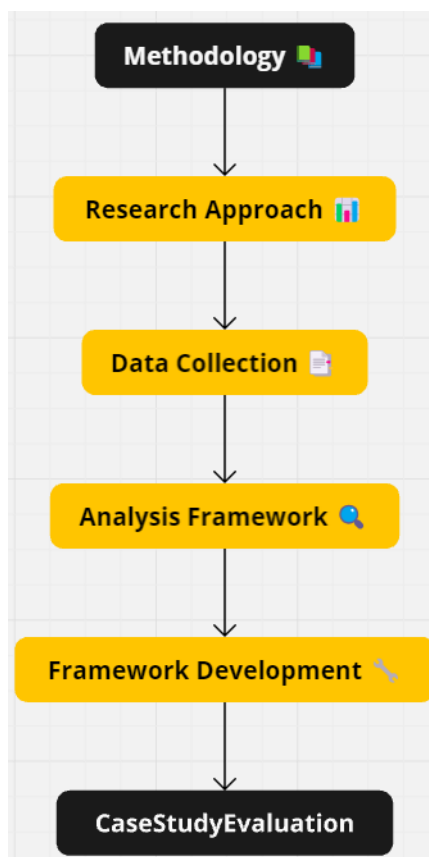 Methodology
Research Approach
Data Collection
Analysis Framework
Framework Development
CaseStudyEvaluation